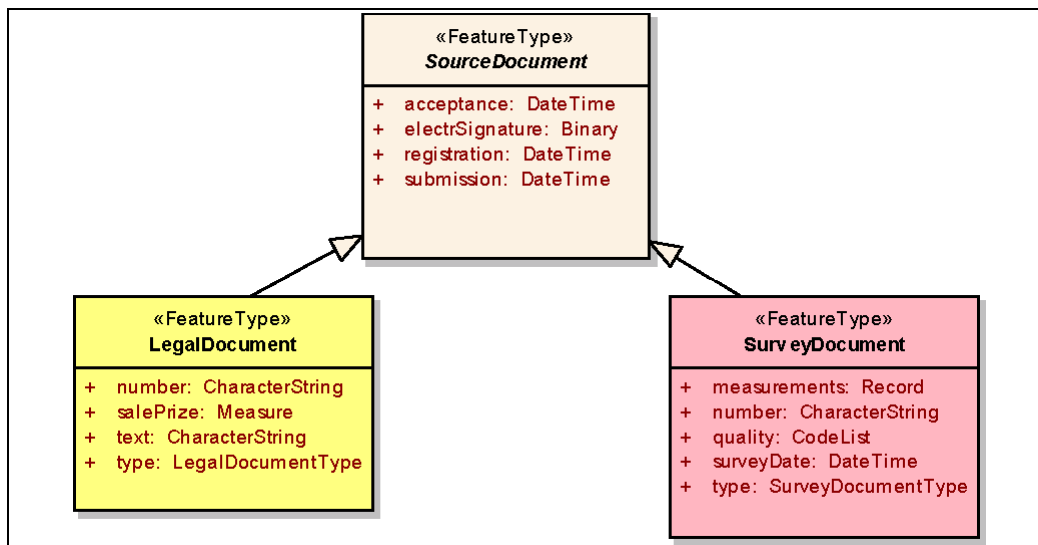 «FeatureType»
SourceDocument
+ acceptance: DateTime
+ electrSignature: Binary
+ registration: DateTime
+ submission: DateTime
«FeatureType»
LegalDocument
+ number: CharacterString
+ salePrize: Measure
+ text: CharacterString
+ type: LegalDocumentType
«FeatureType»
SurveyDocument
+ measurements: Record
+ number: CharacterString
+ quality: CodeList
+ surveyDate: DateTime
+ type: SurveyDocumentType